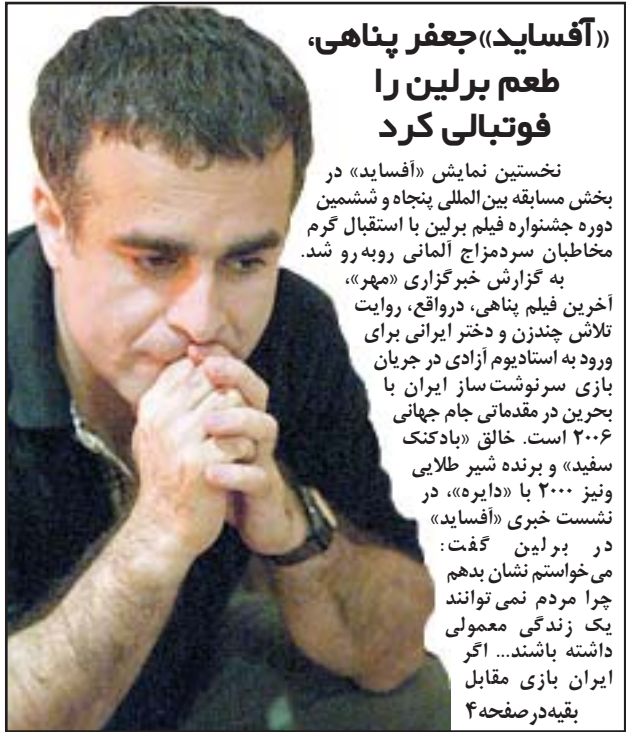 «آفساید» جعفر پناهی،
طعم برلین را
فوتبالی کرد
نخستین نمایش «آفساید» در
بخش مسابقه بین‌المللی پنجاه و ششمین
دوره جشنواره فیلم برلین با استقبال گرم
مخاطبان سردمزاج آلمانی روبه‌رو شد.
به گزارش خبرگزاری «مهر»،
آخرین فیلم پناهی، درواقع، روایت
تلاش چندزن و دختر ایرانی برای
ورود به استادیوم آزادی در جریان
بازی سرنوشت‌ساز ایران با
بحرین در مقدماتی جام جهانی
۲۰۰۶ است. خالق «بادکنک
سفید» و برنده شیر طلایی
ونیز ۲۰۰۰ با «دایره»، در
نشست خبری «آفساید»
در برلین گفت:
می‌خواستم نشان بدهم
چرا مردم نمی‌توانند
یک زندگی معمولی
داشته باشند... اگر
ایران بازی مقابل
بقیه‌درصفحه۴